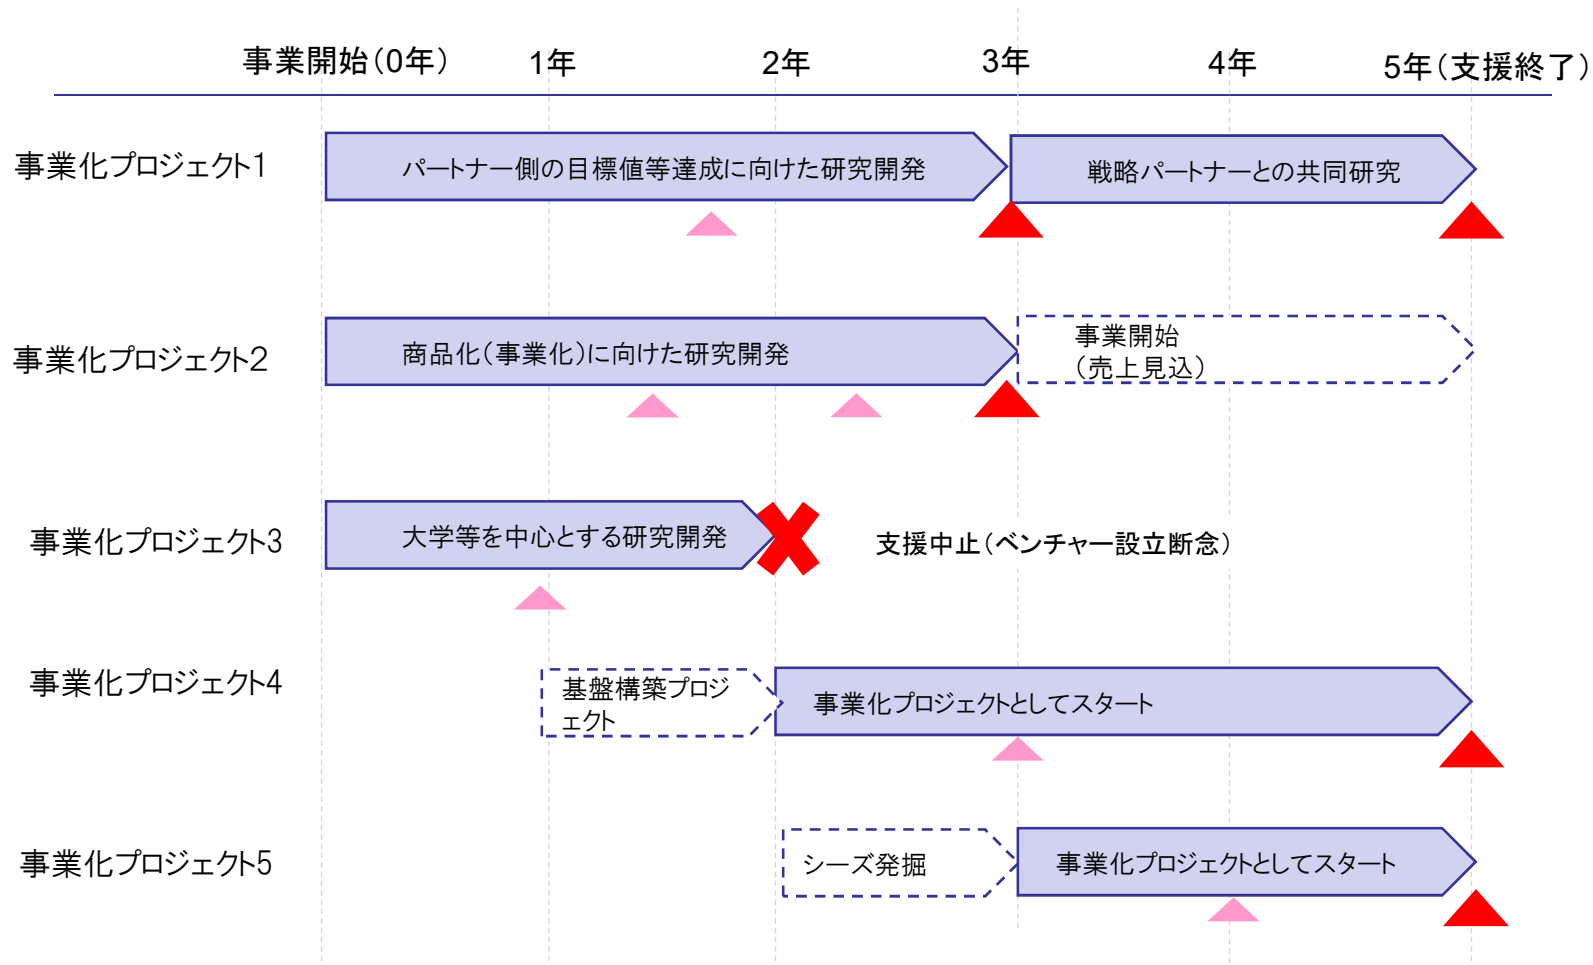 事業開始（0年）
1年
2年
3年
4年
5年（支援終了）
事業化プロジェクト1
パートナー側の目標値等達成に向けた研究開発
戦略パートナーとの共同研究
事業化プロジェクト2
商品化（事業化）に向けた研究開発
事業開始
（売上見込）
事業化プロジェクト3
大学等を中心とする研究開発
支援中止（ベンチャー設立断念）
事業化プロジェクト4
基盤構築プロジ
ェクト
事業化プロジェクトとしてスタート
事業化プロジェクト5
シーズ発掘
事業化プロジェクトとしてスタート